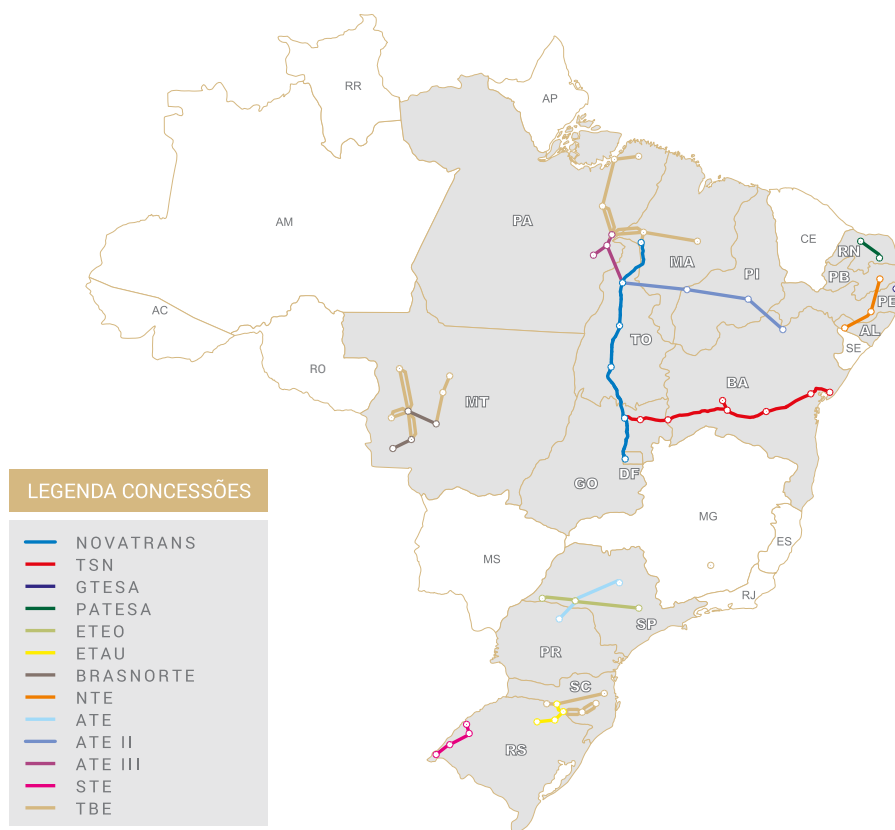 RR
AP
AM
PA
CE
RN
MA
PI
PB
PE
AC
AL
TO
SE
RO
BA
MT
DF
GO
LEGENDA CONCESSÕES
MG
ES
MS
NOVATRANS
TSN
GTESA
RJ
PATESA
SP
ETEO
ETAU
PR
BRASNORTE
SC
NTE
ATE
ATE II
RS
ATE III
STE
TBE